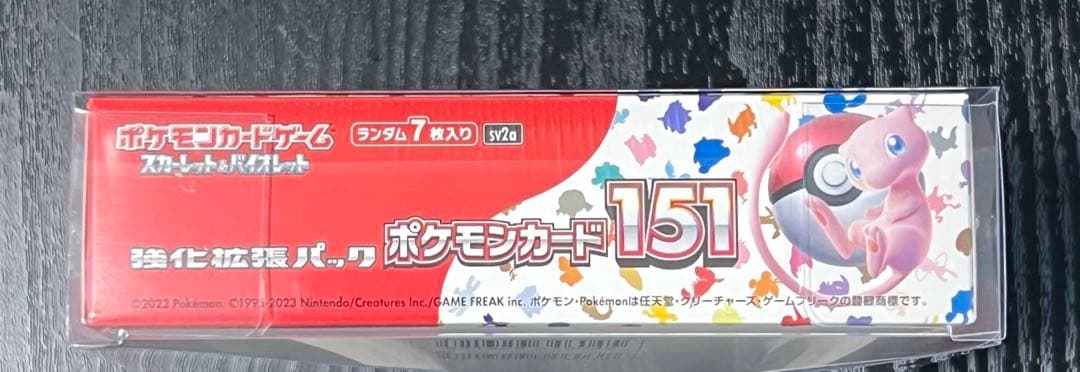 ポケモンカードゲーム
スカーレット&バイオレット
ランダム7枚入り
sv2a
強化拡張パック
ポケモンカード151
©2023 Pokémon. ©1995-2023 Nintendo/Creatures Inc./GAME FREAK inc. ポケモン・Pokémonは任天堂・クリーチャーズ・ゲームフリークの登録商標です。